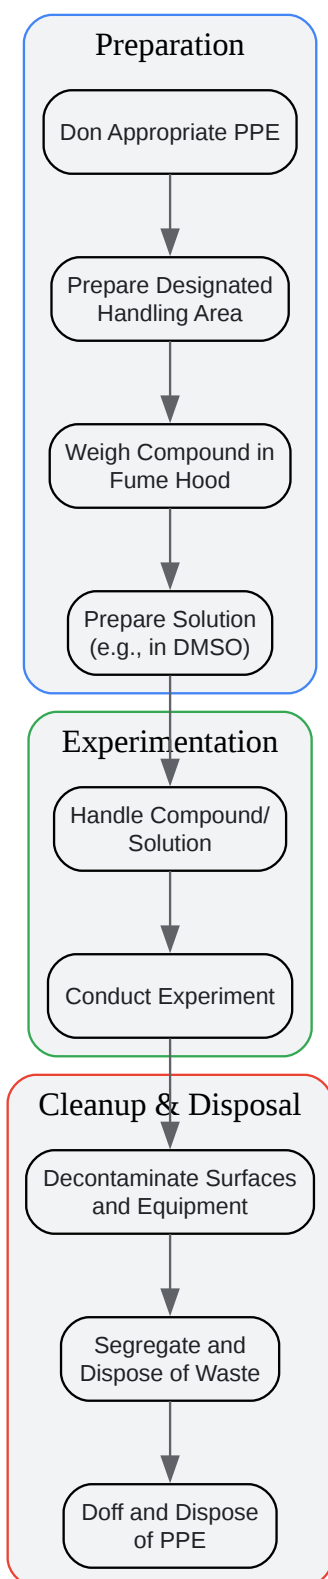 Preparation
Don Appropriate PPE
Prepare Designated
Handling Area
Weigh Compound in
Fume Hood
Prepare Solution
(e.g., in DMSO)
Experimentation
Handle Compound/
Solution
Conduct Experiment
Cleanup & Disposal
Decontaminate Surfaces
and Equipment
Segregate and
Dispose of Waste
Doff and Dispose
of PPE